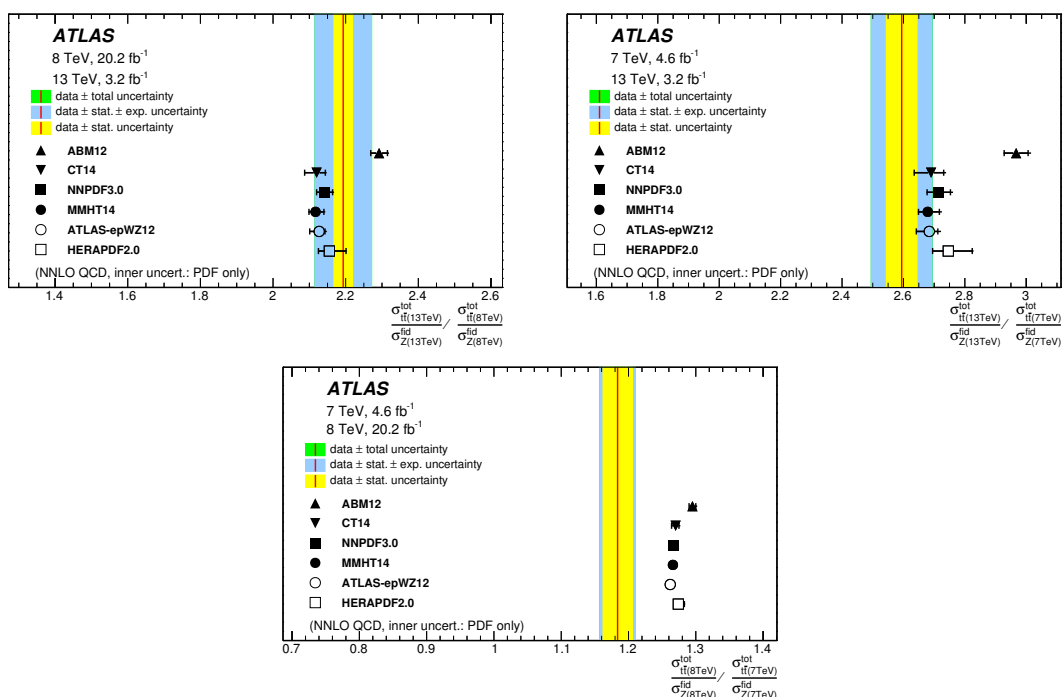 ATLAS
8 TeV, 20.2 fb⁻¹
13 TeV, 3.2 fb⁻¹
data ± total uncertainty
data ± stat. ± exp. uncertainty
data ± stat. uncertainty
ABM12
CT14
NNPDF3.0
MMHT14
ATLAS-epWZ12
HERAPDF2.0
(NNLO QCD, inner uncert.: PDF only)
1.4 1.6 1.8 2 2.2 2.4 2.6
σ^tot_tt̄(13TeV) / σ^tot_tt̄(8TeV)
σ^fid_Z(13TeV) σ^fid_Z(8TeV)
ATLAS
7 TeV, 4.6 fb⁻¹
13 TeV, 3.2 fb⁻¹
data ± total uncertainty
data ± stat. ± exp. uncertainty
data ± stat. uncertainty
ABM12
CT14
NNPDF3.0
MMHT14
ATLAS-epWZ12
HERAPDF2.0
(NNLO QCD, inner uncert.: PDF only)
1.6 1.8 2 2.2 2.4 2.6 2.8 3
σ^tot_tt̄(13TeV) / σ^tot_tt̄(7TeV)
σ^fid_Z(13TeV) σ^fid_Z(7TeV)
ATLAS
7 TeV, 4.6 fb⁻¹
8 TeV, 20.2 fb⁻¹
data ± total uncertainty
data ± stat. ± exp. uncertainty
data ± stat. uncertainty
ABM12
CT14
NNPDF3.0
MMHT14
ATLAS-epWZ12
HERAPDF2.0
(NNLO QCD, inner uncert.: PDF only)
0.7 0.8 0.9 1 1.1 1.2 1.3 1.4
σ^tot_tt̄(8TeV) / σ^tot_tt̄(7TeV)
σ^fid_Z(8TeV) σ^fid_Z(7TeV)